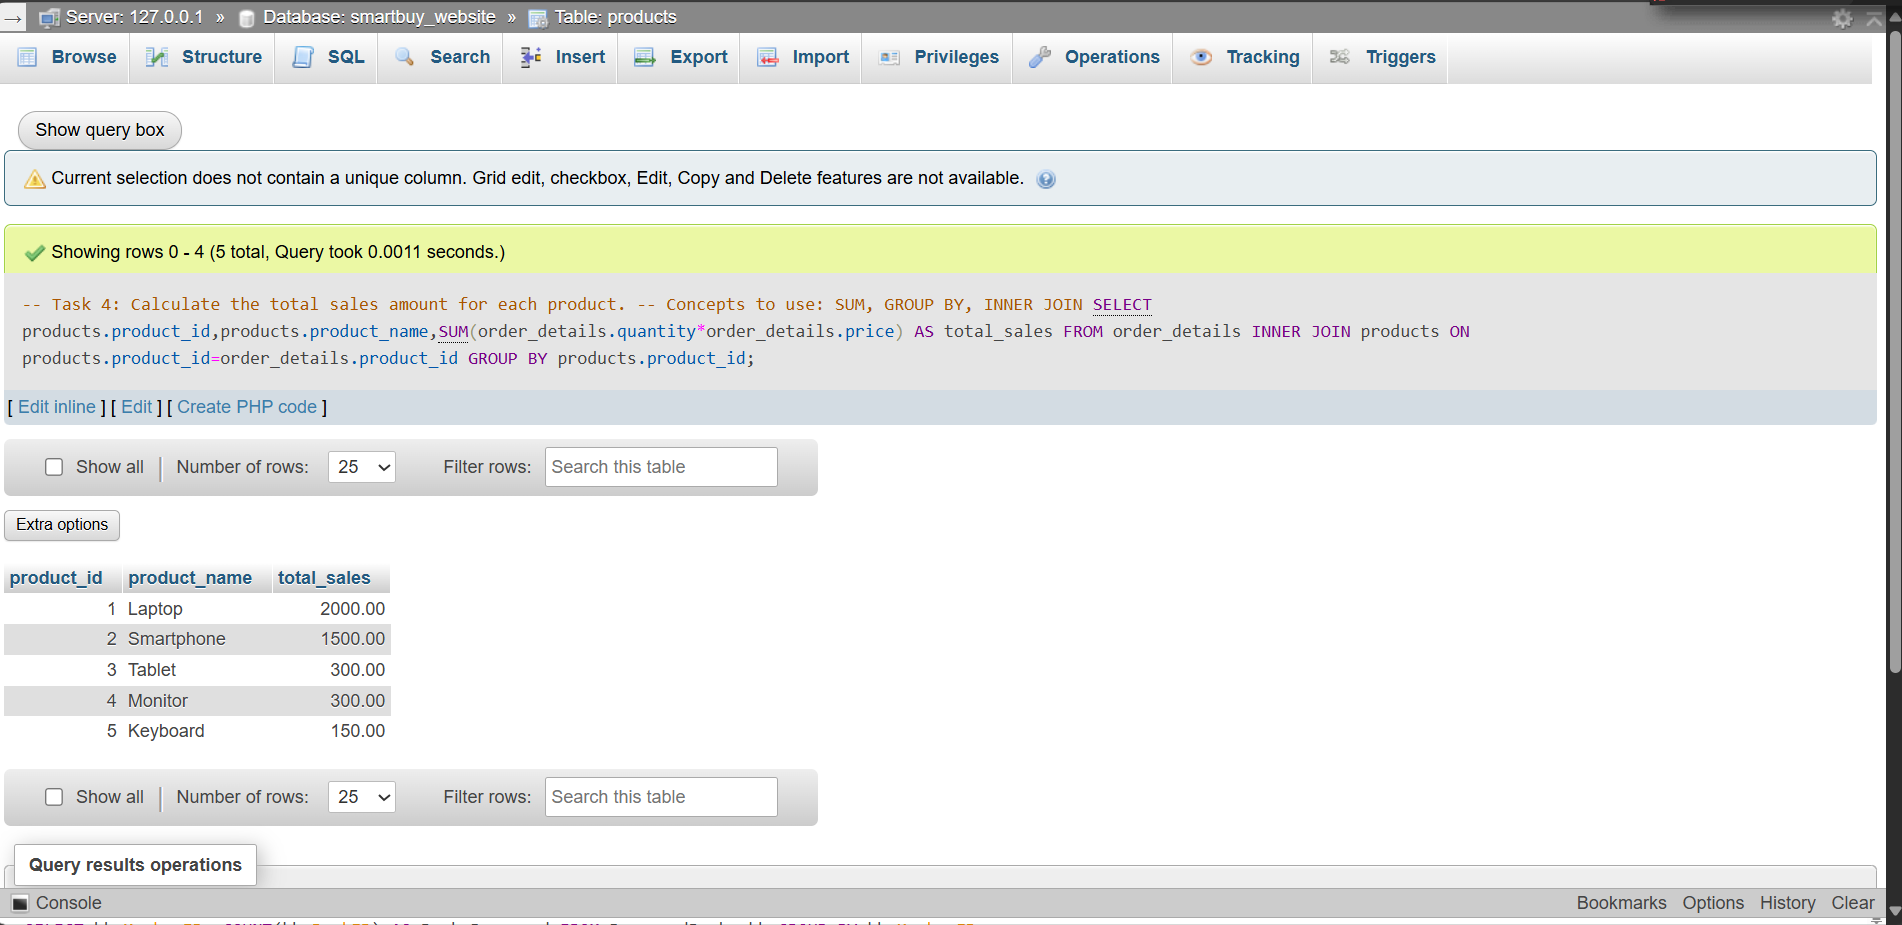 Server: 127.0.0.1 » Database: smartbuy_website » Table: products
Browse Structure SQL Search Insert Export Import Privileges Operations Tracking Triggers
Show query box
Current selection does not contain a unique column. Grid edit, checkbox, Edit, Copy and Delete features are not available.
Showing rows 0 - 4 (5 total, Query took 0.0011 seconds.)
-- Task 4: Calculate the total sales amount for each product. -- Concepts to use: SUM, GROUP BY, INNER JOIN SELECT
products.product_id,products.product_name,SUM(order_details.quantity*order_details.price) AS total_sales FROM order_details INNER JOIN products ON
products.product_id=order_details.product_id GROUP BY products.product_id;
[ Edit inline ] [ Edit ] [ Create PHP code ]
Show all | Number of rows: 25 Filter rows: Search this table
Extra options
product_id product_name total_sales
1 Laptop 2000.00
2 Smartphone 1500.00
3 Tablet 300.00
4 Monitor 300.00
5 Keyboard 150.00
Show all | Number of rows: 25 Filter rows: Search this table
Query results operations
Console Bookmarks Options History Clear